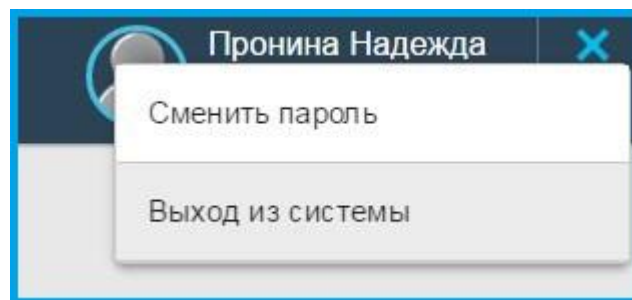 Пронина Надежда
Сменить пароль
Выход из системы